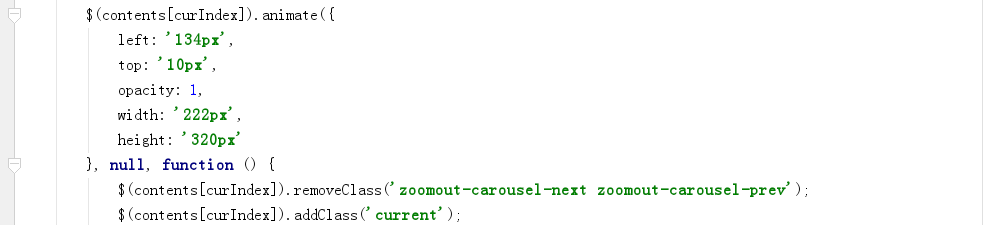 $(contents[curIndex]).animate({
left: '134px',
top: '10px',
opacity: 1,
width: '222px',
height: '320px'
}, null, function () {
$(contents[curIndex]).removeClass('zoomout-carousel-next zoomout-carousel-prev');
$(contents[curIndex]).addClass('current');